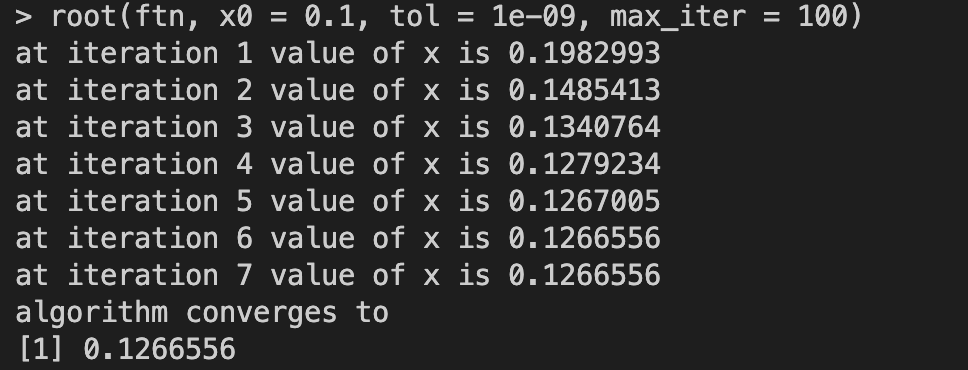 > root(ftn, x0 = 0.1, tol = 1e-09, max_iter = 100)
at iteration 1 value of x is 0.1982993
at iteration 2 value of x is 0.1485413
at iteration 3 value of x is 0.1340764
at iteration 4 value of x is 0.1279234
at iteration 5 value of x is 0.1267005
at iteration 6 value of x is 0.1266556
at iteration 7 value of x is 0.1266556
algorithm converges to
[1] 0.1266556